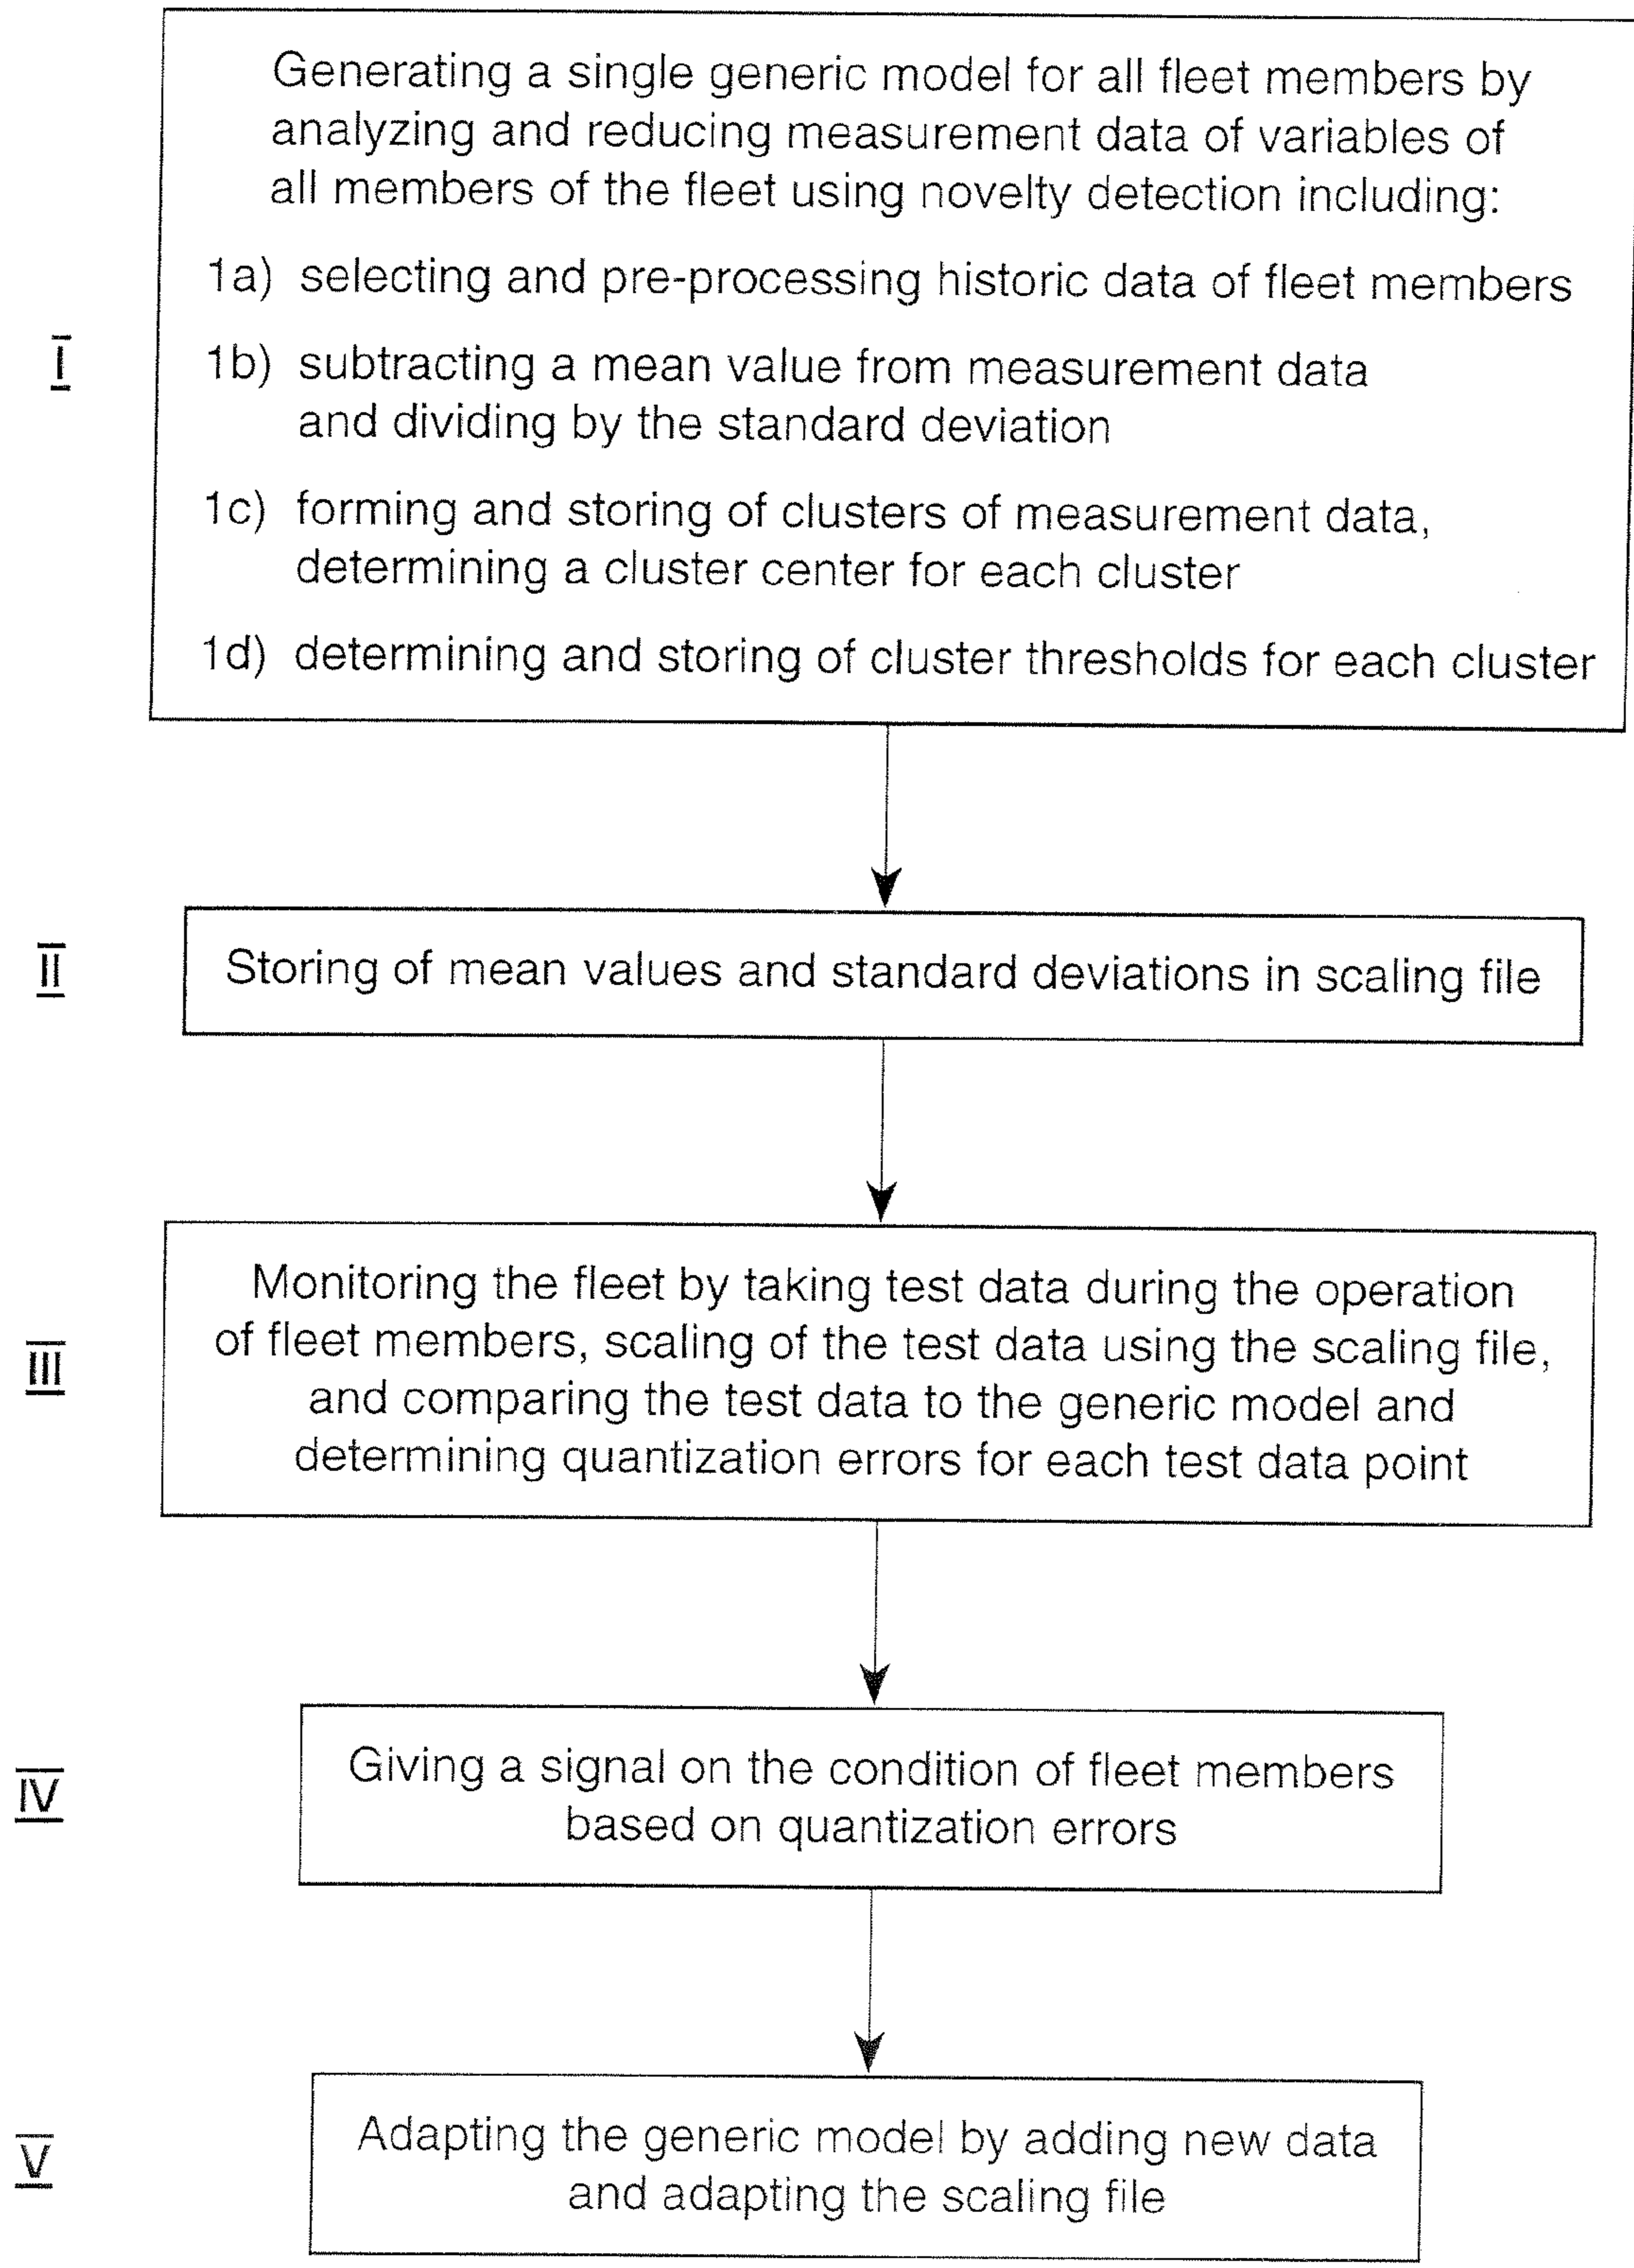 Generating a single generic model for all fleet members by
analyzing and reducing measurement data of variables of
all members of the fleet using novelty detection including:
1a) selecting and pre-processing historic data of fleet members
I
1b) subtracting a mean value from measurement data
and dividing by the standard deviation
1c) forming and storing of clusters of measurement data,
determining a cluster center for each cluster
1d) determining and storing of cluster thresholds for each cluster
II
Storing of mean values and standard deviations in scaling file
III
Monitoring the fleet by taking test data during the operation
of fleet members, scaling of the test data using the scaling file,
and comparing the test data to the generic model and
determining quantization errors for each test data point
IV
Giving a signal on the condition of fleet members
based on quantization errors
V
Adapting the generic model by adding new data
and adapting the scaling file